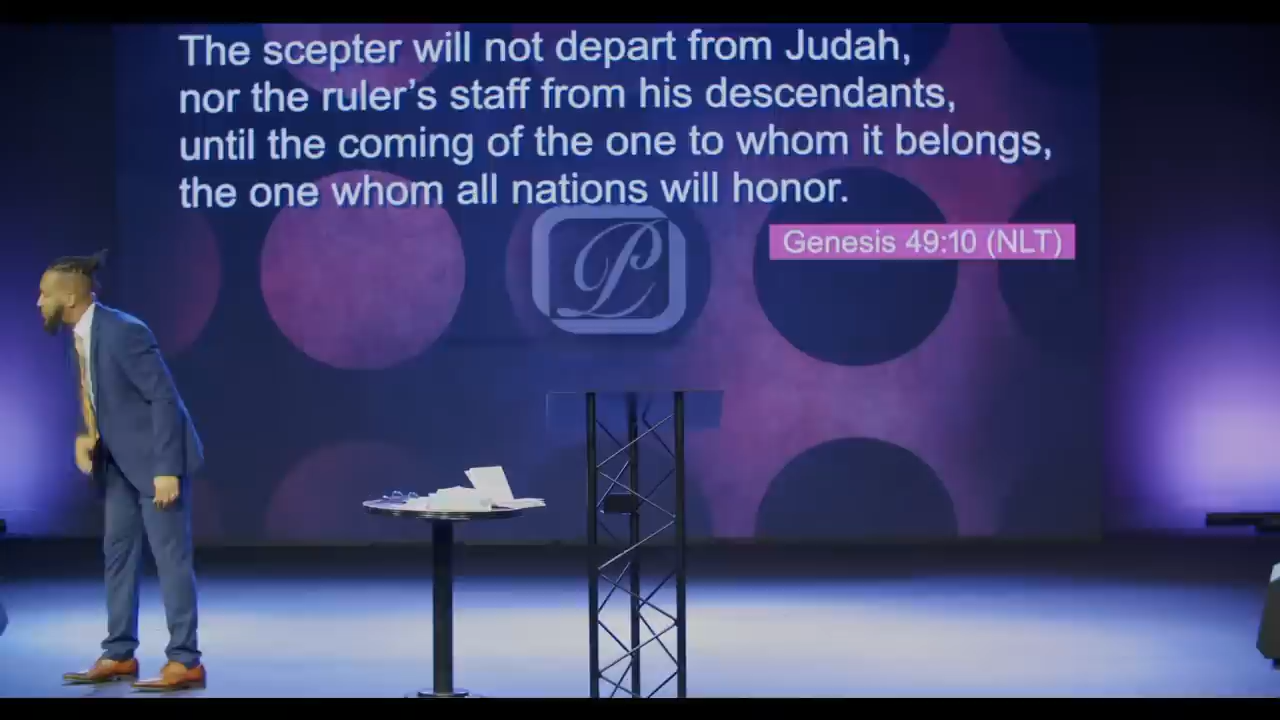 The scepter will not depart from Judah,
nor the ruler’s staff from his descendants,
until the coming of the one to whom it belongs,
the one whom all nations will honor.
Genesis 49:10 (NLT)
PL